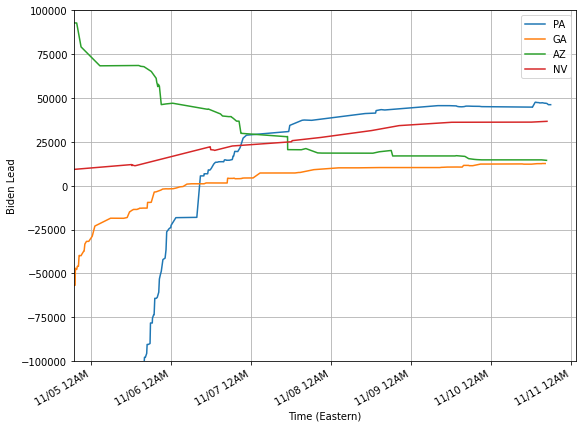 100000
75000
50000
25000
0
−25000
−50000
−75000
−100000
Biden Lead
PA
GA
AZ
NV
11/05 12AM
11/06 12AM
11/07 12AM
11/08 12AM
11/09 12AM
11/10 12AM
11/11 12AM
Time (Eastern)